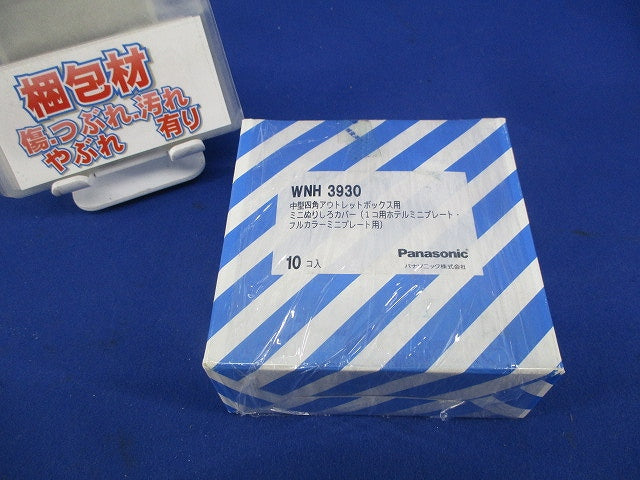 梱包材
傷.つぶれ.汚れ
やぶれ 有り
WNH 3930
中型四角アウトレットボックス用
ミニぬりしろカバー（１コ用ホテルミニプレート・
フルカラーミニプレート用）
Panasonic
10 コ入
パナソニック株式会社